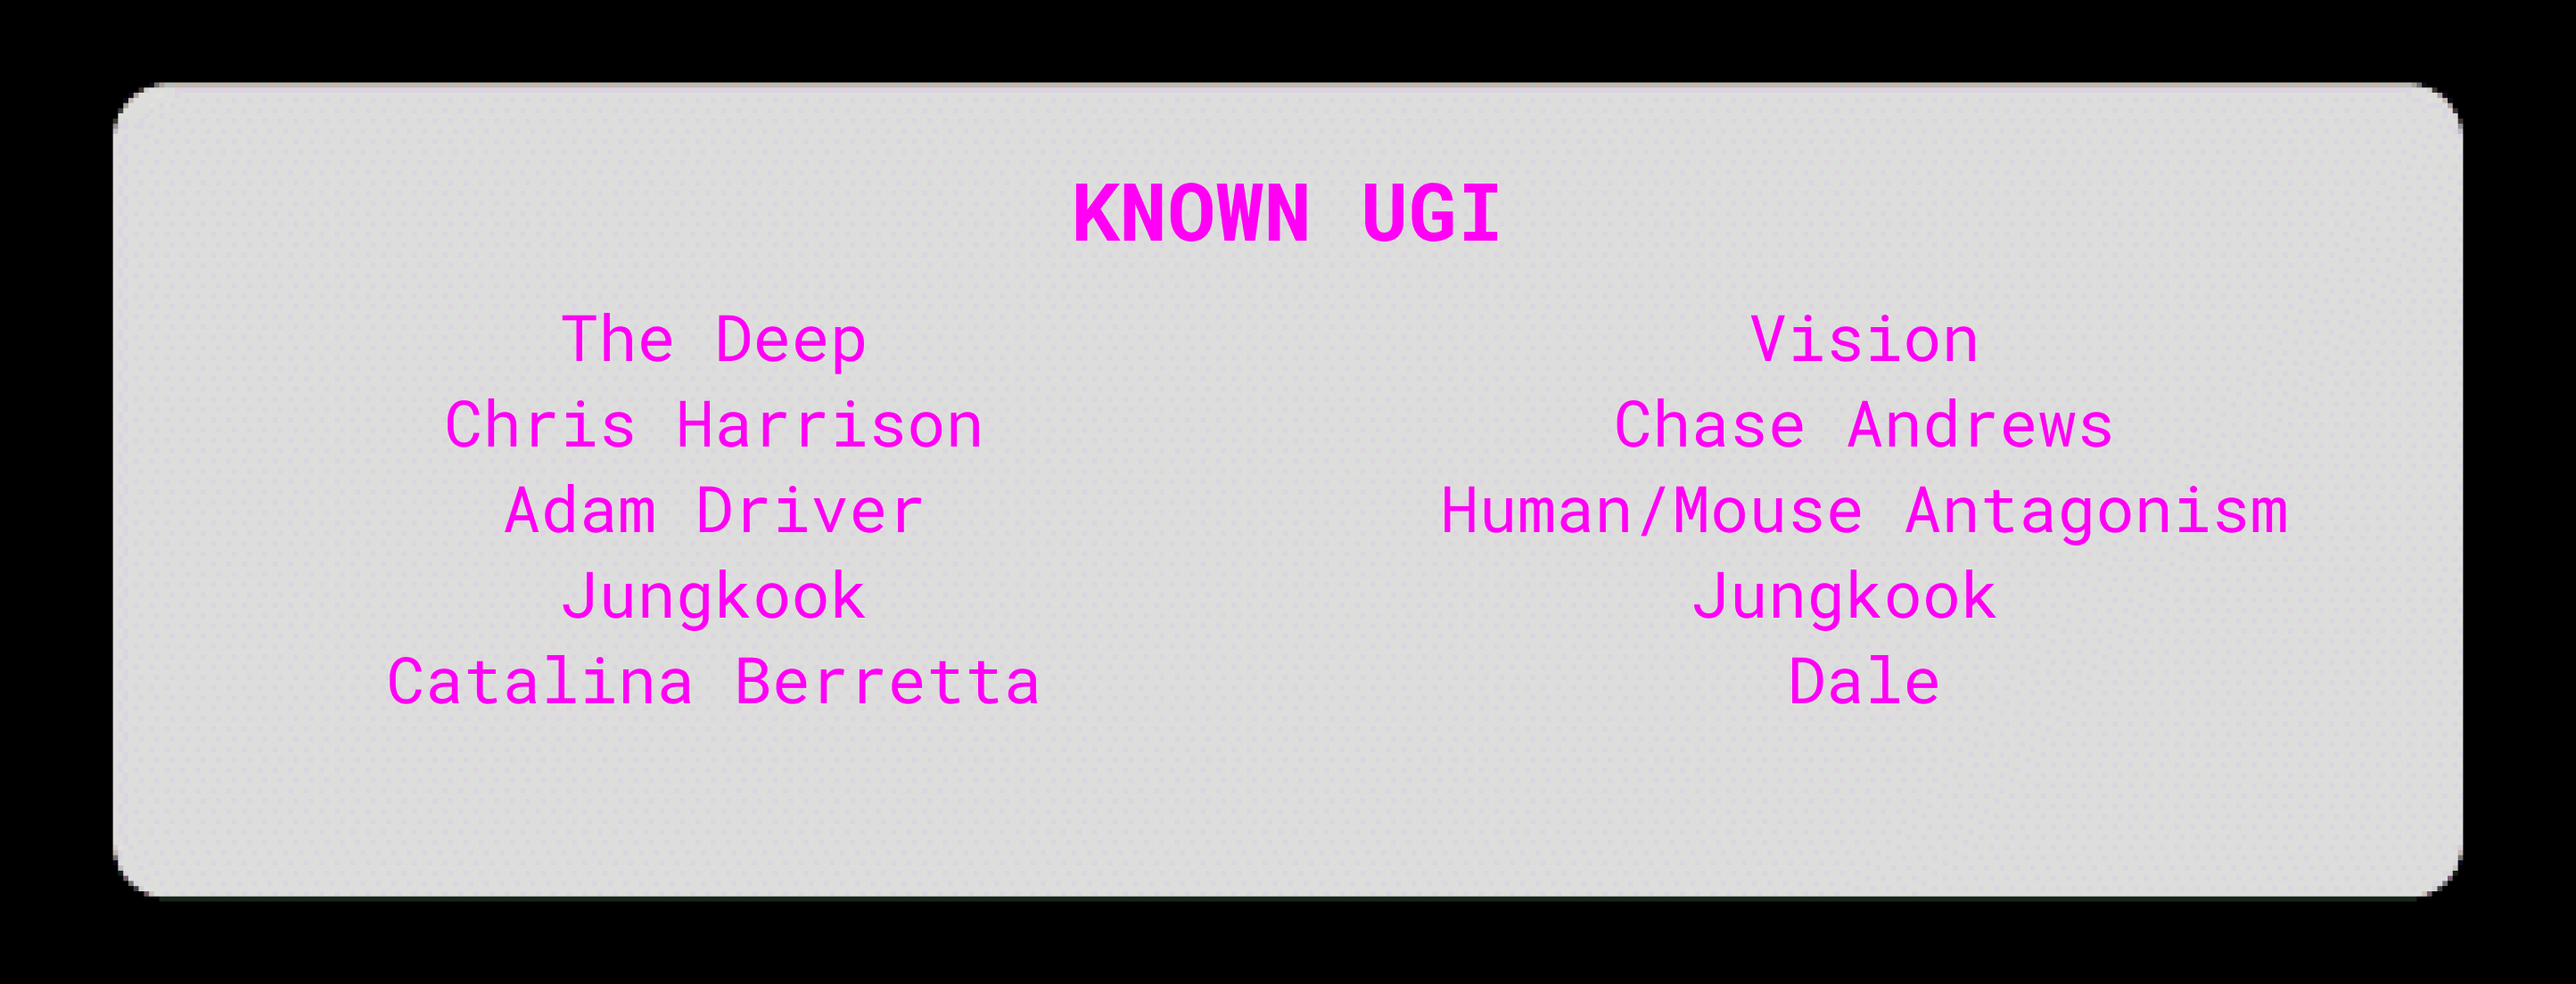 KNOWN UGI
The Deep
Chris Harrison
Adam Driver
Jungkook
Catalina Berretta
Vision
Chase Andrews
Human/Mouse Antagonism
Jungkook
Dale